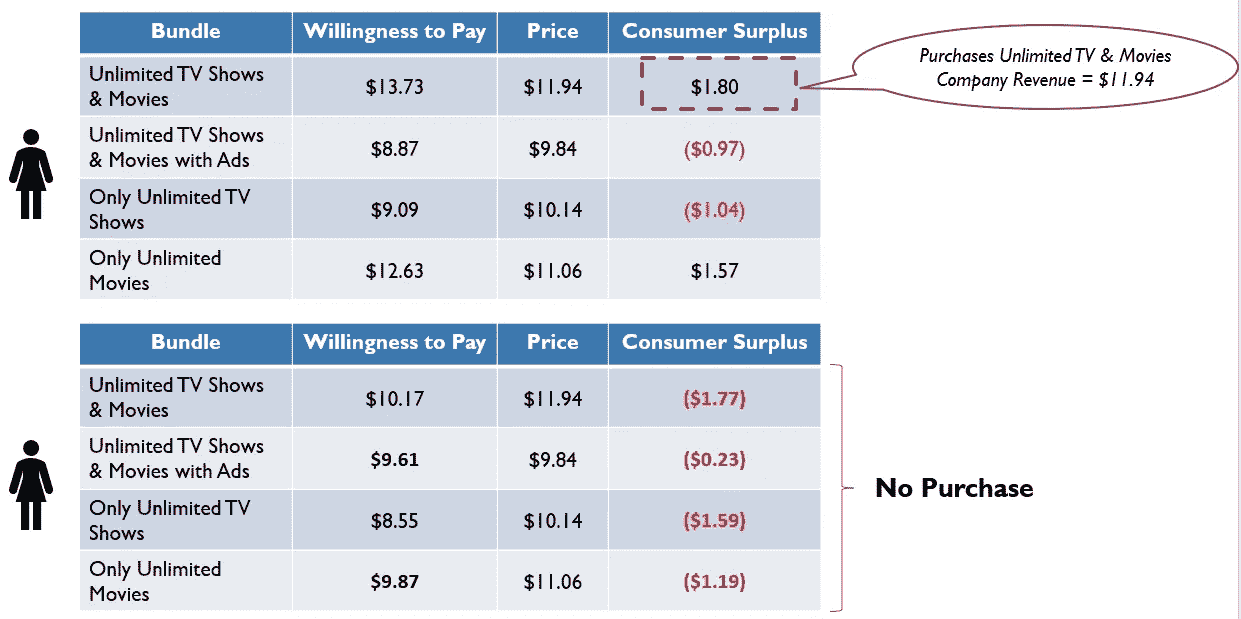 Bundle Willingness to Pay Price Consumer Surplus
Unlimited TV Shows
& Movies
$13.73 $11.94 $1.80
Purchases Unlimited TV & Movies
Company Revenue = $11.94
Unlimited TV Shows
& Movies with Ads
$8.87 $9.84 ($0.97)
Only Unlimited TV
Shows
$9.09 $10.14 ($1.04)
Only Unlimited
Movies
$12.63 $11.06 $1.57
Bundle Willingness to Pay Price Consumer Surplus
Unlimited TV Shows
& Movies
$10.17 $11.94 ($1.77)
Unlimited TV Shows
& Movies with Ads
$9.61 $9.84 ($0.23)
Only Unlimited TV
Shows
$8.55 $10.14 ($1.59)
Only Unlimited
Movies
$9.87 $11.06 ($1.19)
No Purchase